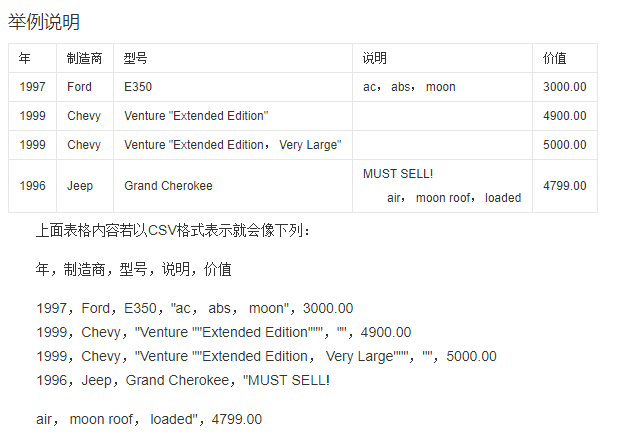 举例说明
年 制造商 型号 说明 价值
1997 Ford E350 ac， abs， moon 3000.00
1999 Chevy Venture "Extended Edition" 4900.00
1999 Chevy Venture "Extended Edition， Very Large" 5000.00
1996 Jeep Grand Cherokee MUST SELL! 4799.00
air， moon roof， loaded
上面表格内容若以CSV格式表示就会像下列：
年，制造商，型号，说明，价值
1997，Ford，E350，"ac， abs， moon"，3000.00
1999，Chevy，"Venture ""Extended Edition"""，""，4900.00
1999，Chevy，"Venture ""Extended Edition， Very Large"""，""，5000.00
1996，Jeep，Grand Cherokee，"MUST SELL!
air， moon roof， loaded"，4799.00